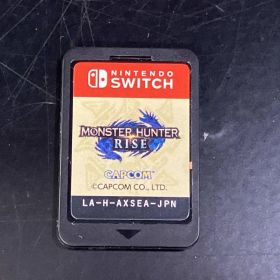 NINTENDO
SWITCH
MONSTER HUNTER
RISE
CAPCOM
©CAPCOM CO., LTD.
LA-H-AXSEA-JPN